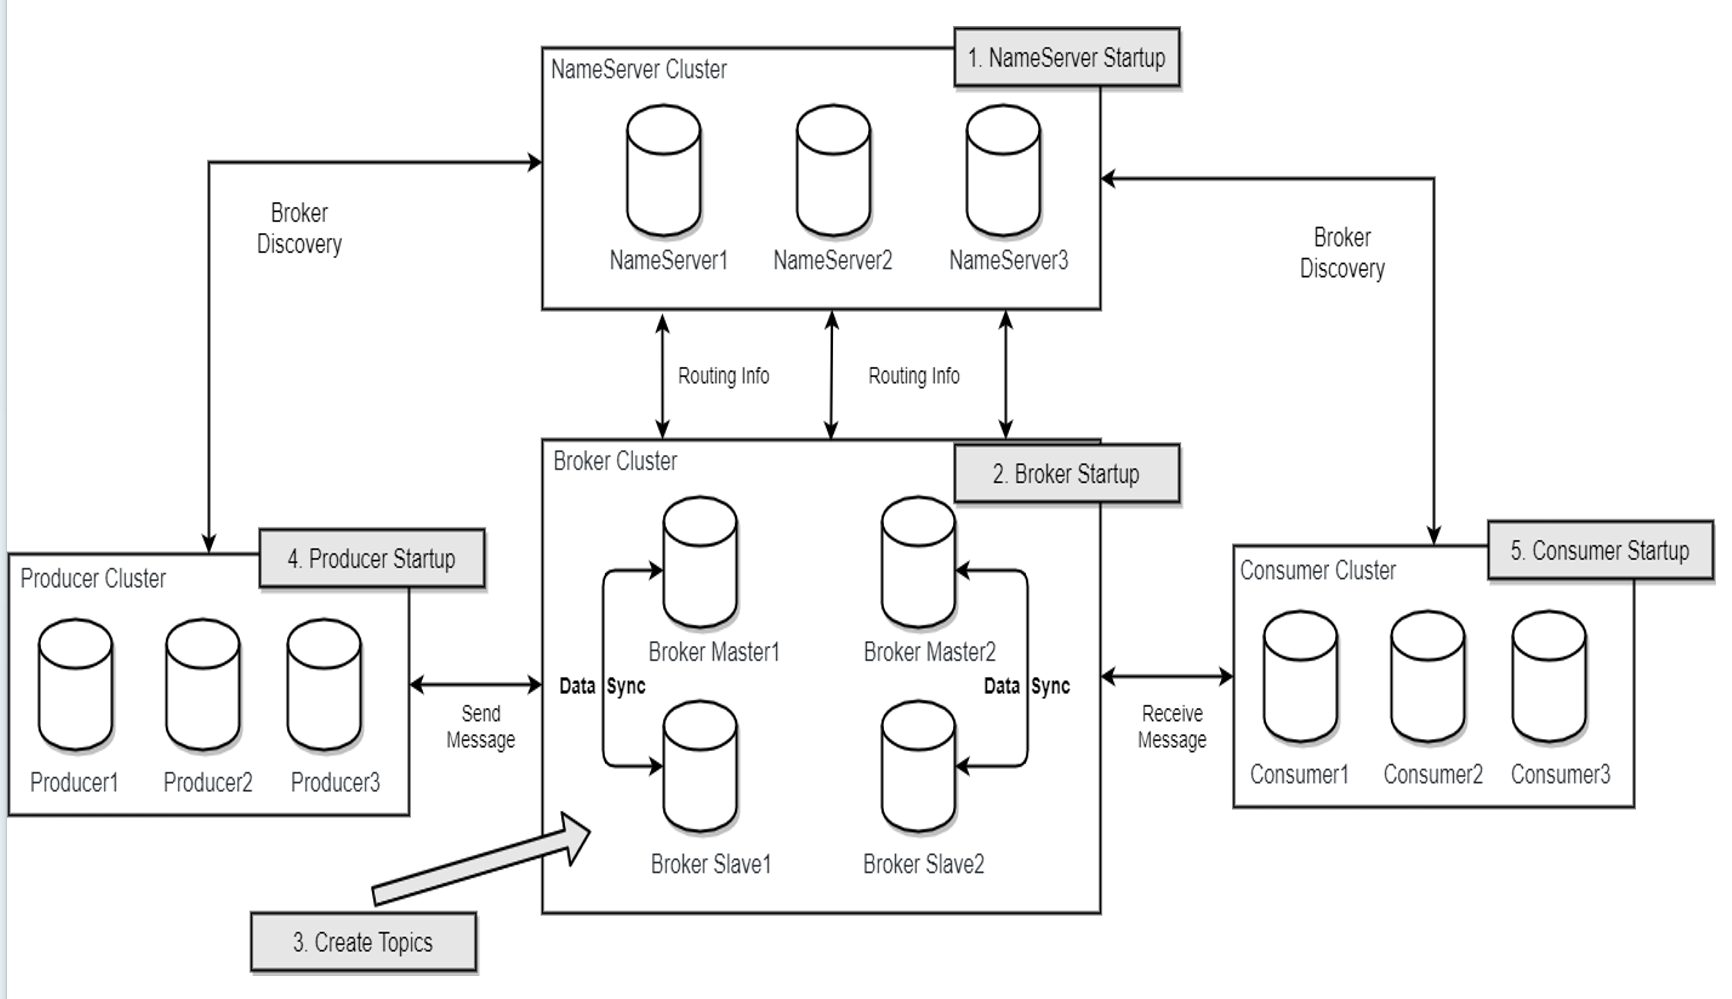 1. NameServer Startup
NameServer Cluster
NameServer1
NameServer2
NameServer3
Broker
Discovery
Broker
Discovery
Routing Info
Routing Info
Broker Cluster
2. Broker Startup
4. Producer Startup
Producer Cluster
Producer1
Producer2
Producer3
Send
Message
Broker Master1
Broker Master2
Data Sync
Data Sync
Broker Slave1
Broker Slave2
Receive
Message
5. Consumer Startup
Consumer Cluster
Consumer1
Consumer2
Consumer3
3. Create Topics